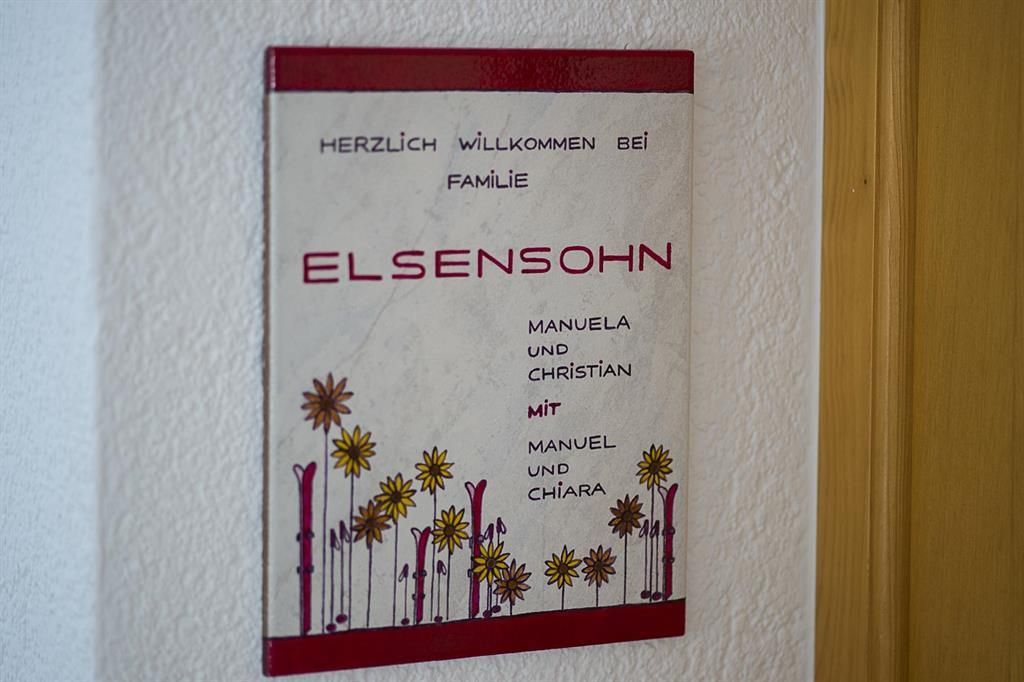 HERZLiCH WiLLKOMMEN BEi
FAMiLiE
ELSENSOHN
MANUELA
UND
CHRiSTiAN
MiT
MANUEL
UND
CHiARA